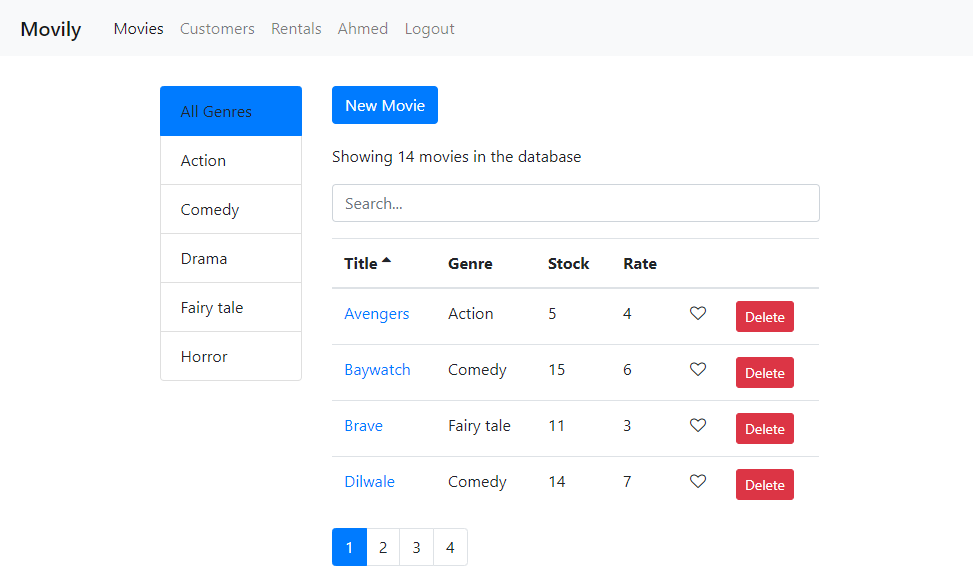 Movily Movies Customers Rentals Ahmed Logout
All Genres
Action
Comedy
Drama
Fairy tale
Horror
New Movie
Showing 14 movies in the database
Search...
Title Genre Stock Rate
Avengers Action 5 4 Delete
Baywatch Comedy 15 6 Delete
Brave Fairy tale 11 3 Delete
Dilwale Comedy 14 7 Delete
1 2 3 4